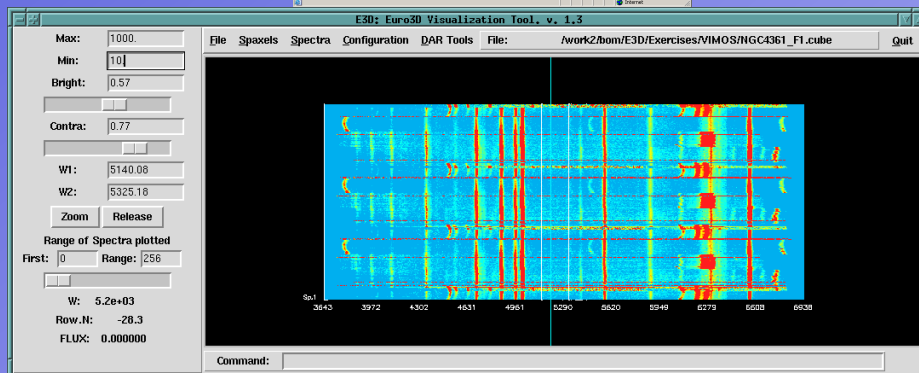 Internet
E3D: Euro3D Visualization Tool. v. 1.3
Max: 1000.
Min: 10.
Bright: 0.57
Contra: 0.77
W1: 5140.08
W2: 5325.18
Zoom Release
Range of Spectra plotted
First: 0 Range: 256
W: 5.2e+03
Row.N: -28.3
FLUX: 0.000000
File Spaxels Spectra Configuration DAR Tools File: /work2/bom/E3D/Exercises/VIMOS/NGC4361_F1.cube Quit
Sp.1
3643 3972 4302 4631 4961 5290 5620 5949 6279 6608 6938
Command: